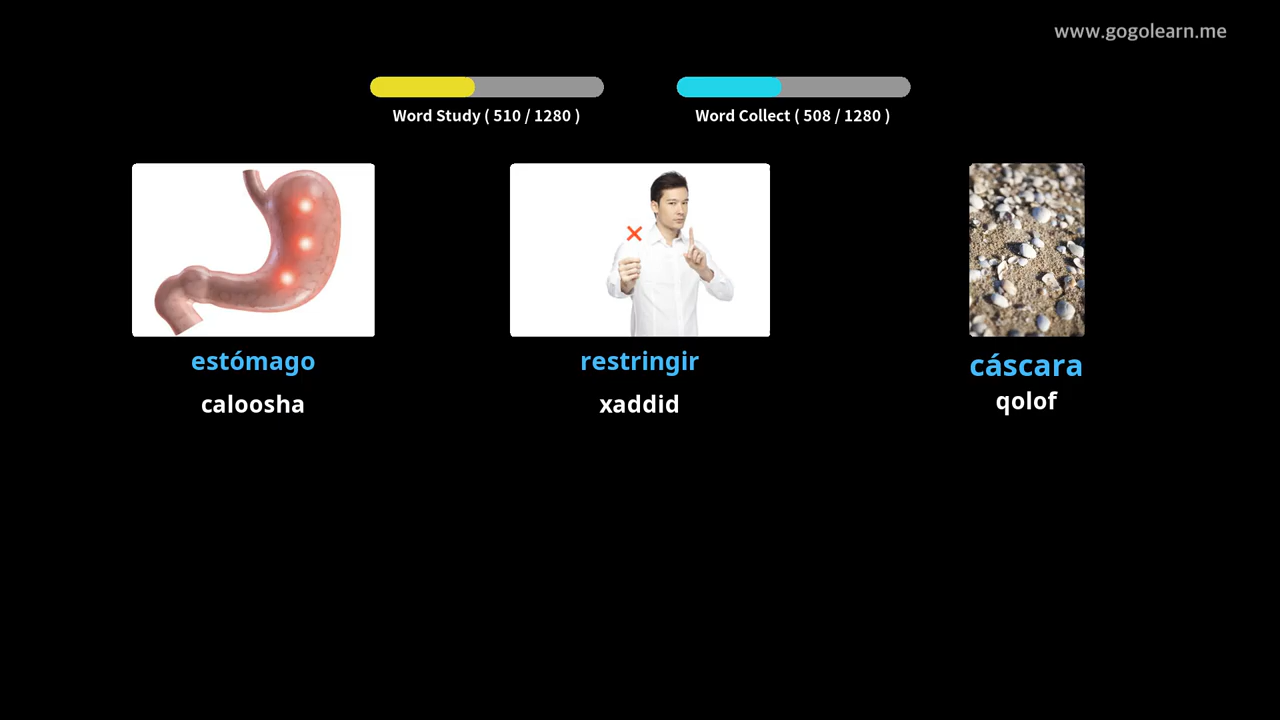 www.gogolearn.me
Word Study ( 510 / 1280 )
Word Collect ( 508 / 1280 )
estómago
restringir
cáscara
caloosha
xaddid
qolof